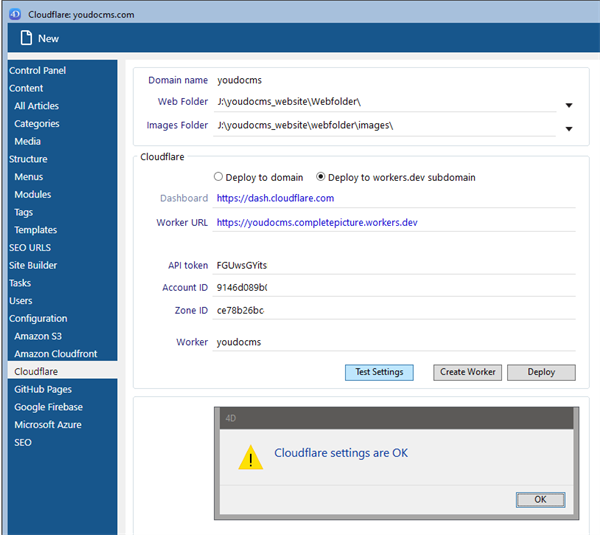 4D Cloudflare: youdocms.com
New
Control Panel
Content
All Articles
Categories
Media
Structure
Menus
Modules
Tags
Templates
SEO URLS
Site Builder
Tasks
Users
Configuration
Amazon S3
Amazon Cloudfront
Cloudflare
GitHub Pages
Google Firebase
Microsoft Azure
SEO
Domain name youdocms
Web Folder J:\youdocms_website\Webfolder\
Images Folder J:\youdocms_website\webfolder\images\
Cloudflare
Deploy to domain Deploy to workers.dev subdomain
Dashboard https://dash.cloudflare.com
Worker URL https://youdocms.completepicture.workers.dev
API token FGUwsGYits
Account ID 9146d089b0
Zone ID ce78b26bc
Worker youdocms
Test Settings Create Worker Deploy
4D
Cloudflare settings are OK
OK